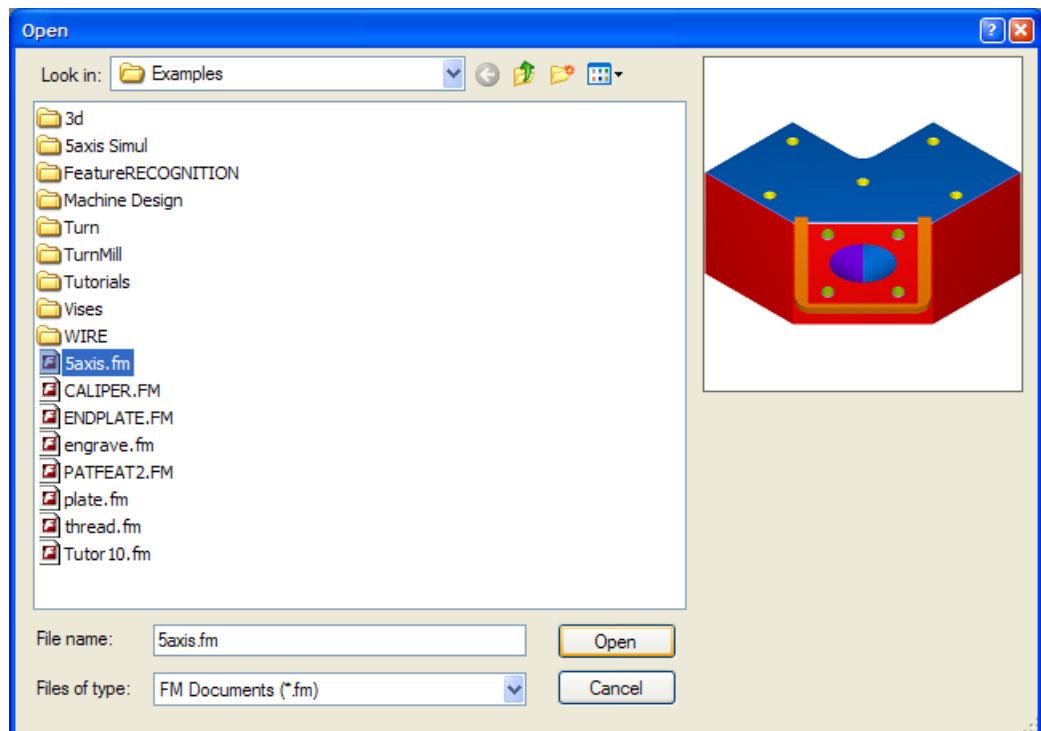 Open
Look in: Examples
3d
5axis Simul
FeatureRECOGNITION
Machine Design
Turn
TurnMill
Tutorials
Vises
WIRE
5axis.fm
CALIPER.FM
ENDPLATE.FM
engrave.fm
PATFEAT2.FM
plate.fm
thread.fm
Tutor10.fm
File name: 5axis.fm Open
Files of type: FM Documents (*.fm) Cancel